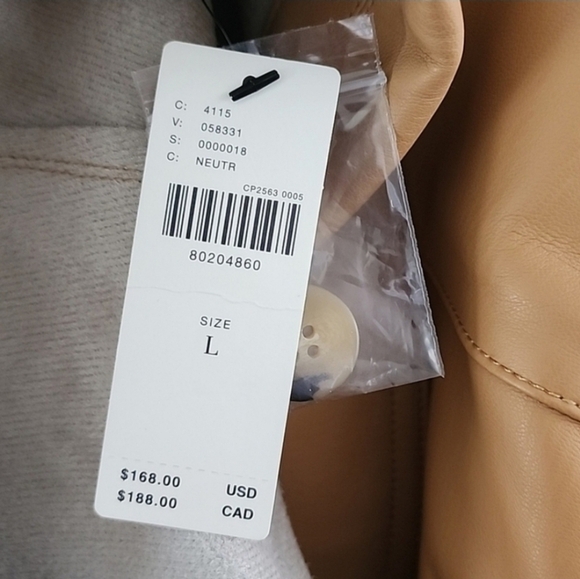 C: 4115
V: 058331
S: 0000018
C: NEUTR
CP2563 0005
80204860
SIZE
L
$168.00 USD
$188.00 CAD